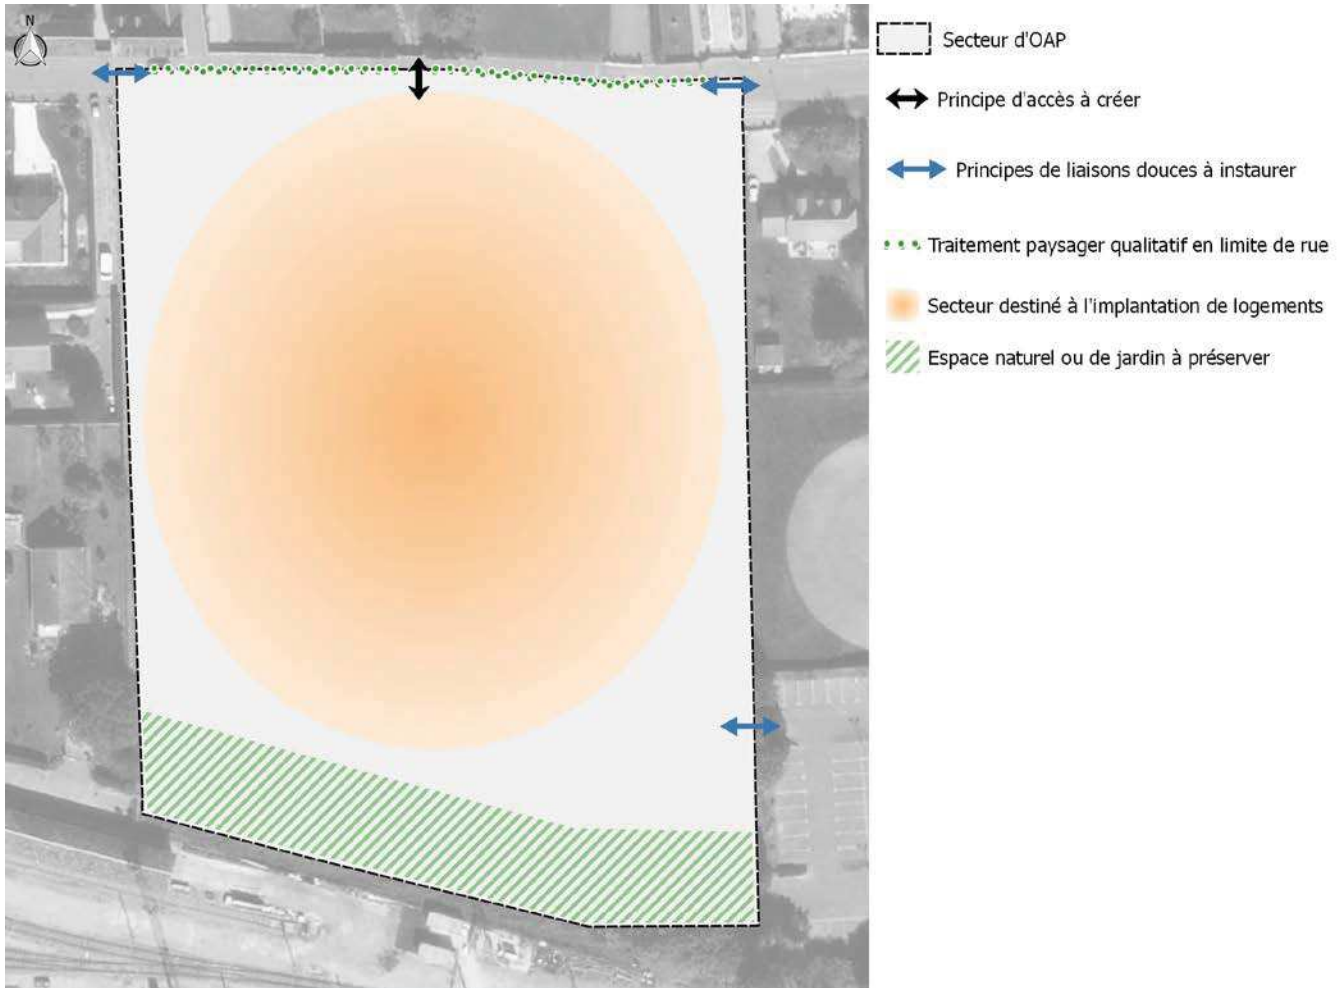 N
Secteur d'OAP
Principe d'accès à créer
Principes de liaisons douces à instaurer
Traitement paysager qualitatif en limite de rue
Secteur destiné à l'implantation de logements
Espace naturel ou de jardin à préserver